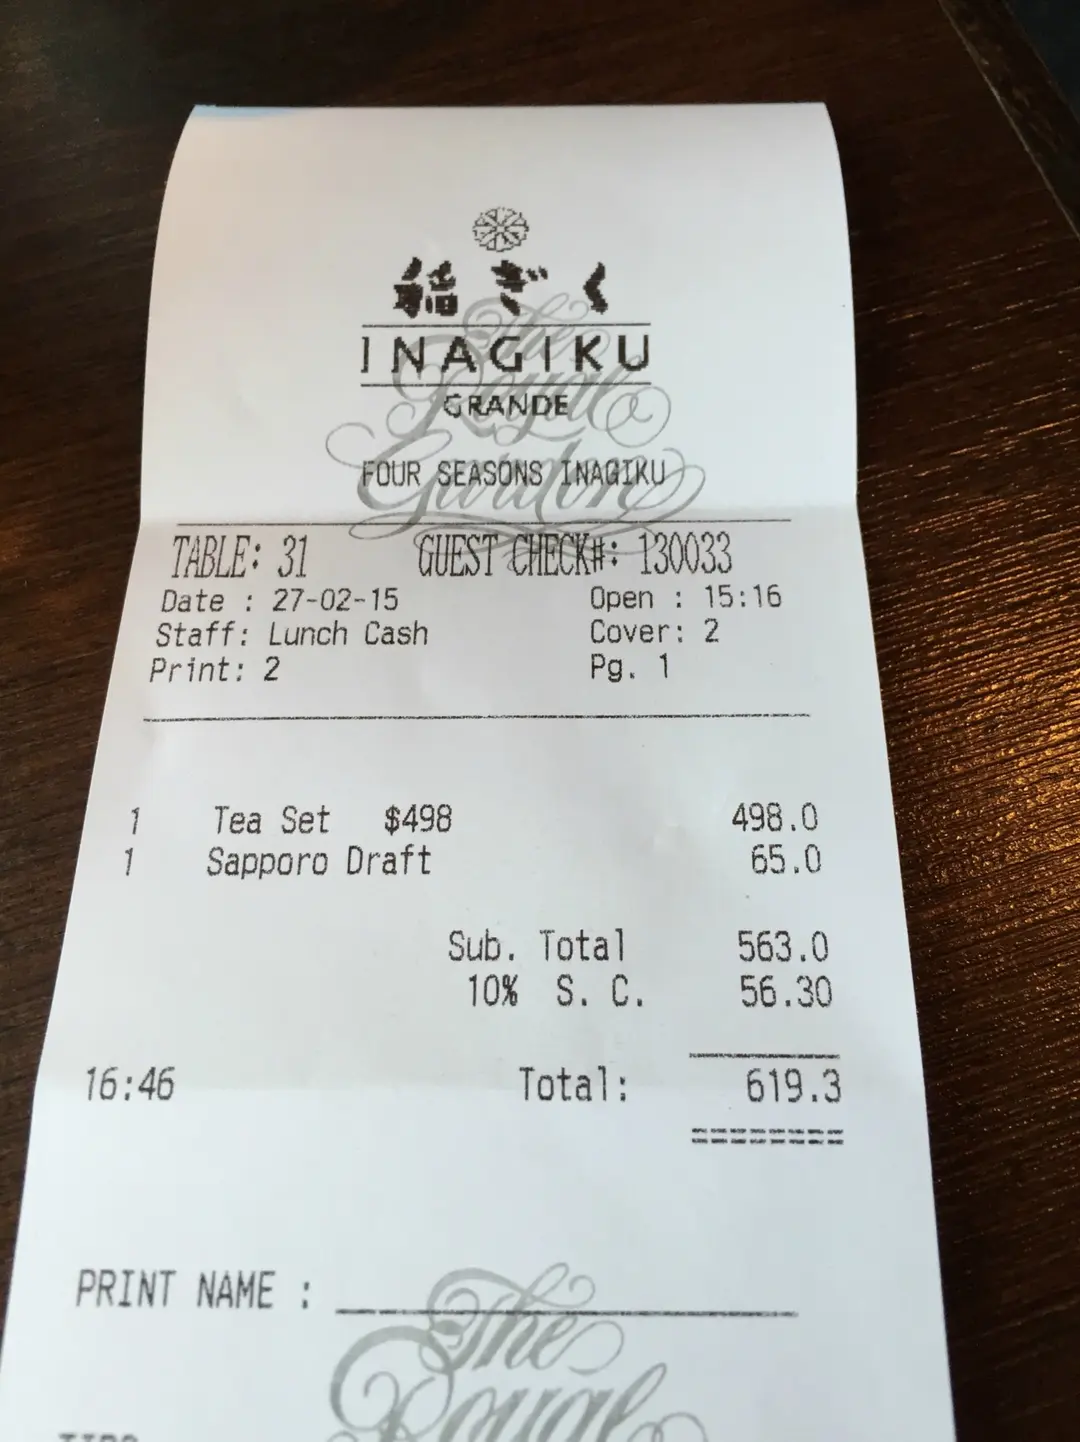 稲ぎく
INAGIKU
GRANDE
The
Royal
Garden
FOUR SEASONS INAGIKU
TABLE: 31 GUEST CHECK#: 130033
Date : 27-02-15 Open : 15:16
Staff: Lunch Cash Cover: 2
Print: 2 Pg. 1
1 Tea Set $498 498.0
1 Sapporo Draft 65.0
Sub. Total 563.0
10% S. C. 56.30
16:46 Total: 619.3
========
PRINT NAME :
The
Royal